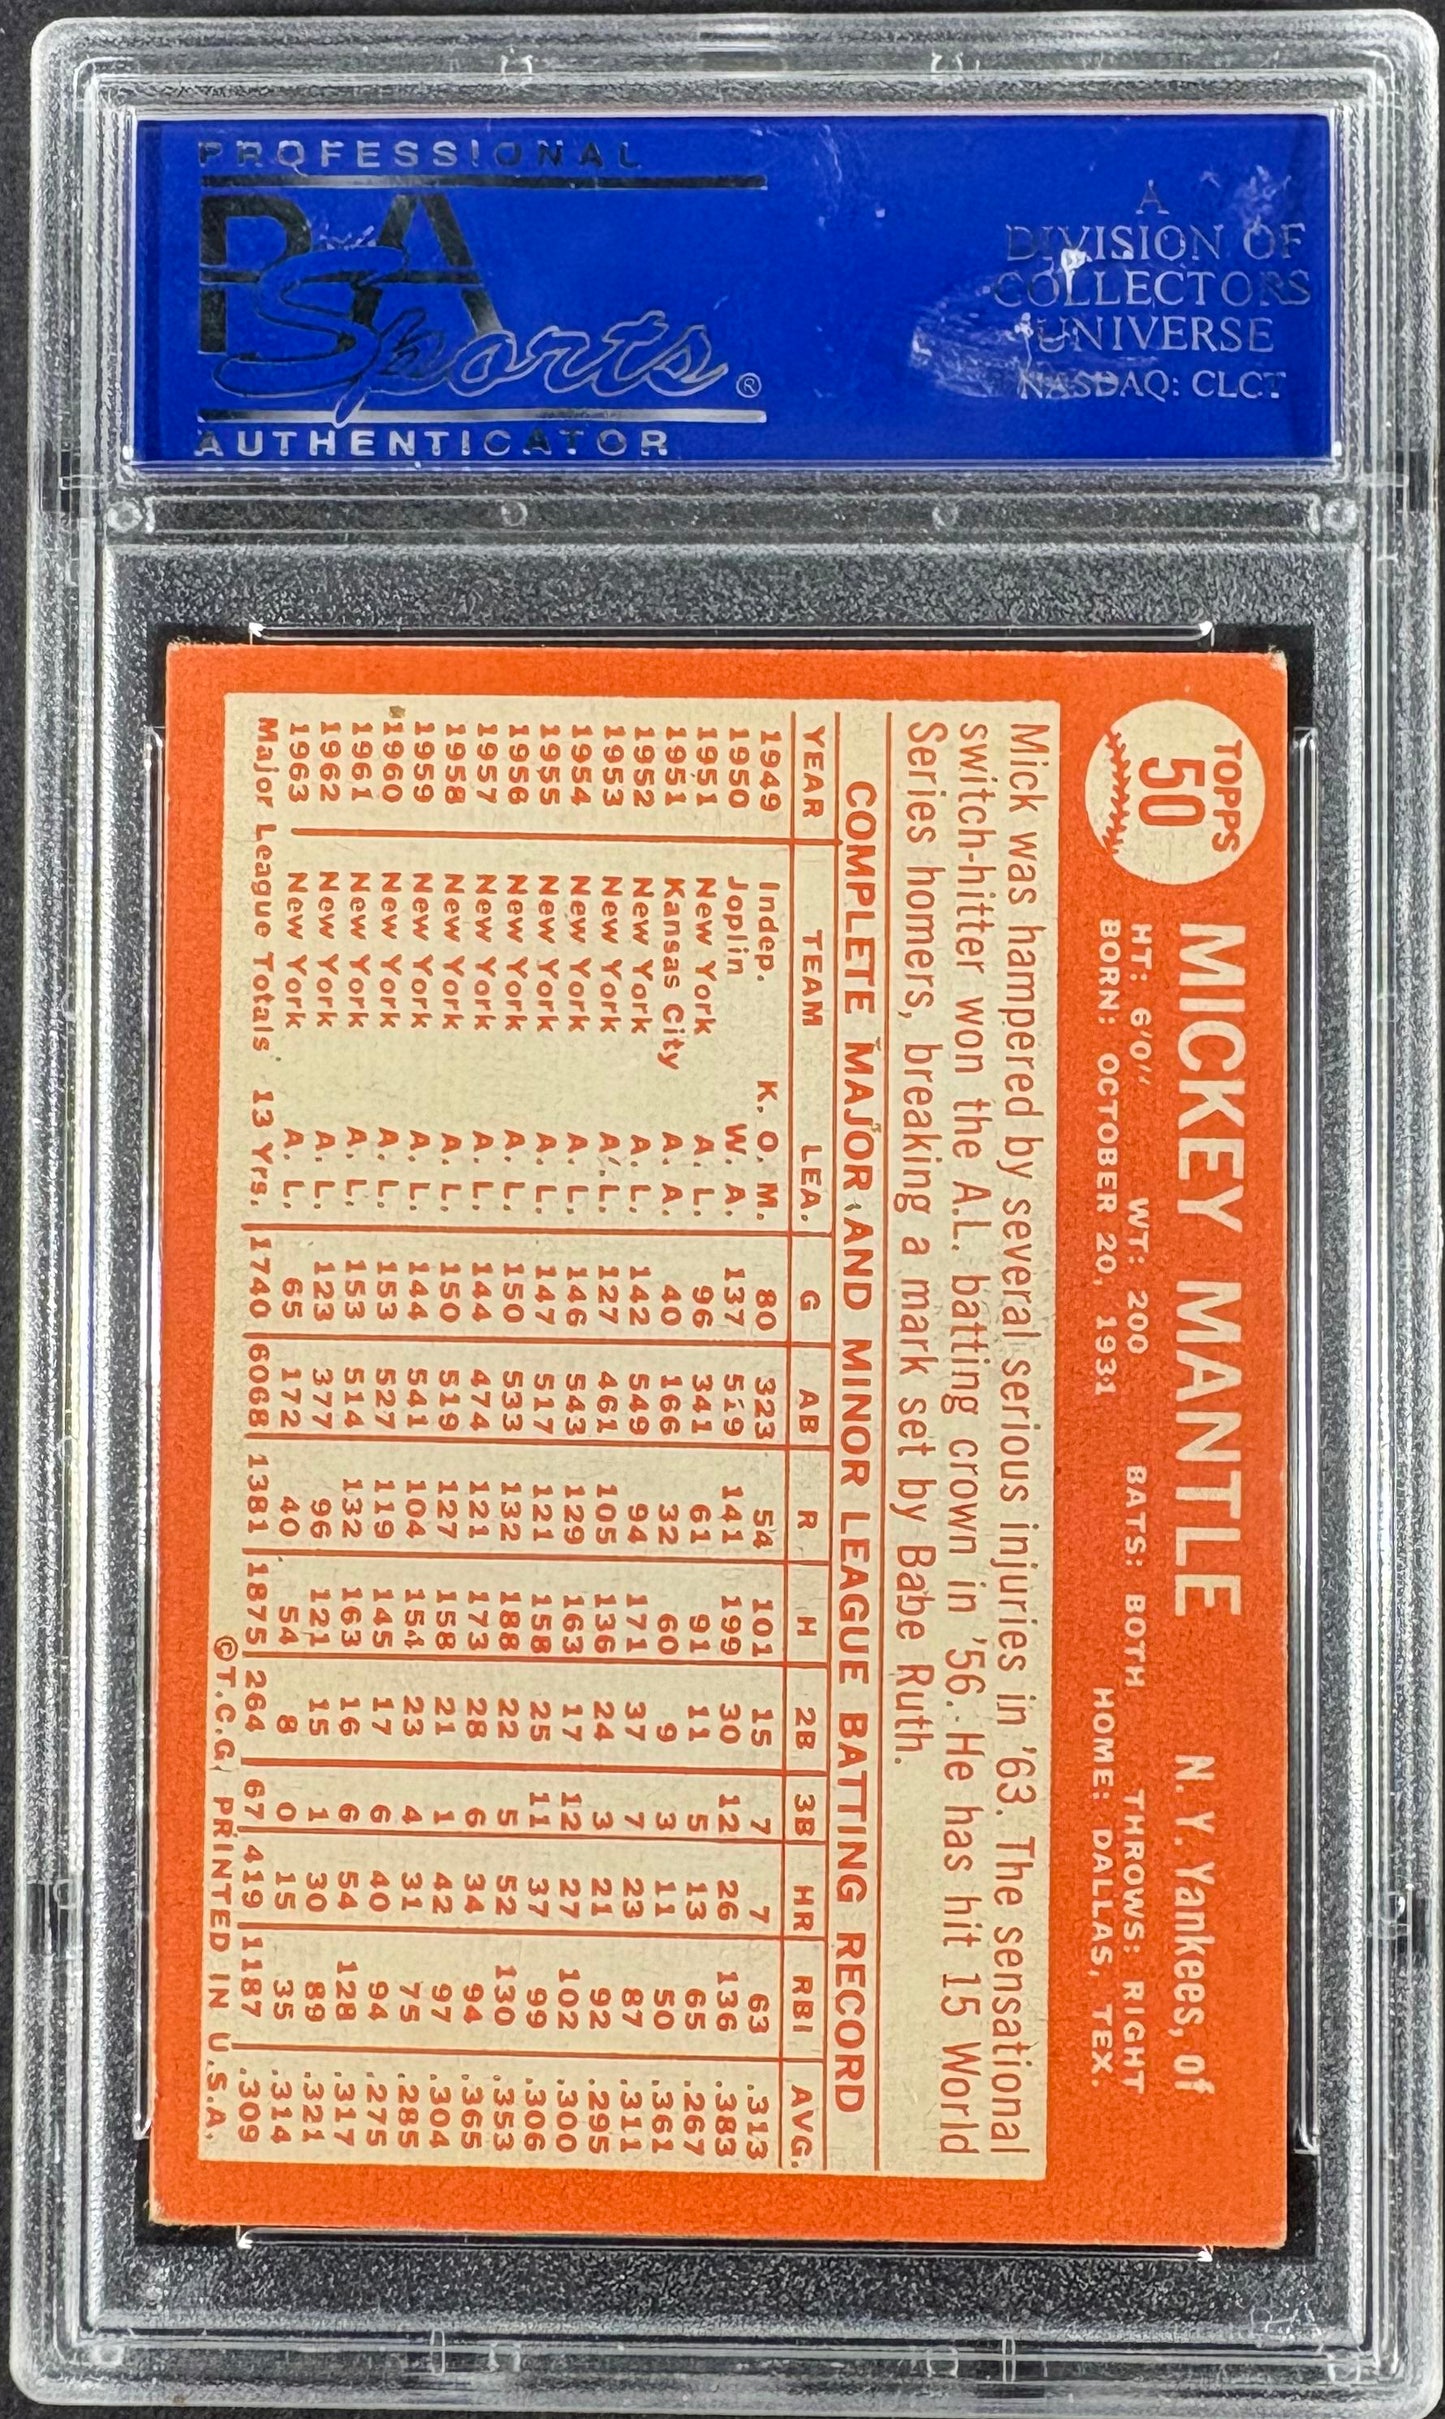 PROFESSIONAL
PSA
Sports ®
AUTHENTICATOR
A
DIVISION OF
COLLECTORS
UNIVERSE
NASDAQ: CLCT
TOPPS
50
MICKEY MANTLE N. Y. Yankees, of
HT: 6'0" WT: 200 BATS: BOTH THROWS: RIGHT
BORN: OCTOBER 20, 1931 HOME: DALLAS, TEX.
Mick was hampered by several serious injuries in '63. The sensational
switch-hitter won the A.L. batting crown in '56. He has hit 15 World
Series homers, breaking a mark set by Babe Ruth.
COMPLETE MAJOR AND MINOR LEAGUE BATTING RECORD
YEAR TEAM LEA. G AB R H 2B 3B HR RBI AVG.
1949 Indep. K. O. M. 80 323 54 101 15 7 7 63 .313
1950 Joplin W. A. 137 519 141 199 30 12 26 136 .383
1951 New York A. L. 96 341 61 91 11 5 13 65 .267
1951 Kansas City A. A. 40 166 32 60 9 3 11 50 .361
1952 New York A. L. 142 549 94 171 37 7 23 87 .311
1953 New York A. L. 127 461 105 136 24 3 21 92 .295
1954 New York A. L. 146 543 129 163 17 12 27 102 .300
1955 New York A. L. 147 517 121 158 25 11 37 99 .306
1956 New York A. L. 150 533 132 188 22 5 52 130 .353
1957 New York A. L. 144 474 121 173 28 6 34 94 .365
1958 New York A. L. 150 519 127 158 21 1 42 97 .304
1959 New York A. L. 144 541 104 154 23 4 31 75 .285
1960 New York A. L. 153 527 119 145 17 6 40 94 .275
1961 New York A. L. 153 514 132 163 16 6 54 128 .317
1962 New York A. L. 123 377 96 121 15 1 30 89 .321
1963 New York A. L. 65 172 40 54 8 0 15 35 .314
Major League Totals 13 Yrs. 1740 6068 1381 1875 264 67 419 1187 .309
©T.C.G. PRINTED IN U.S.A.